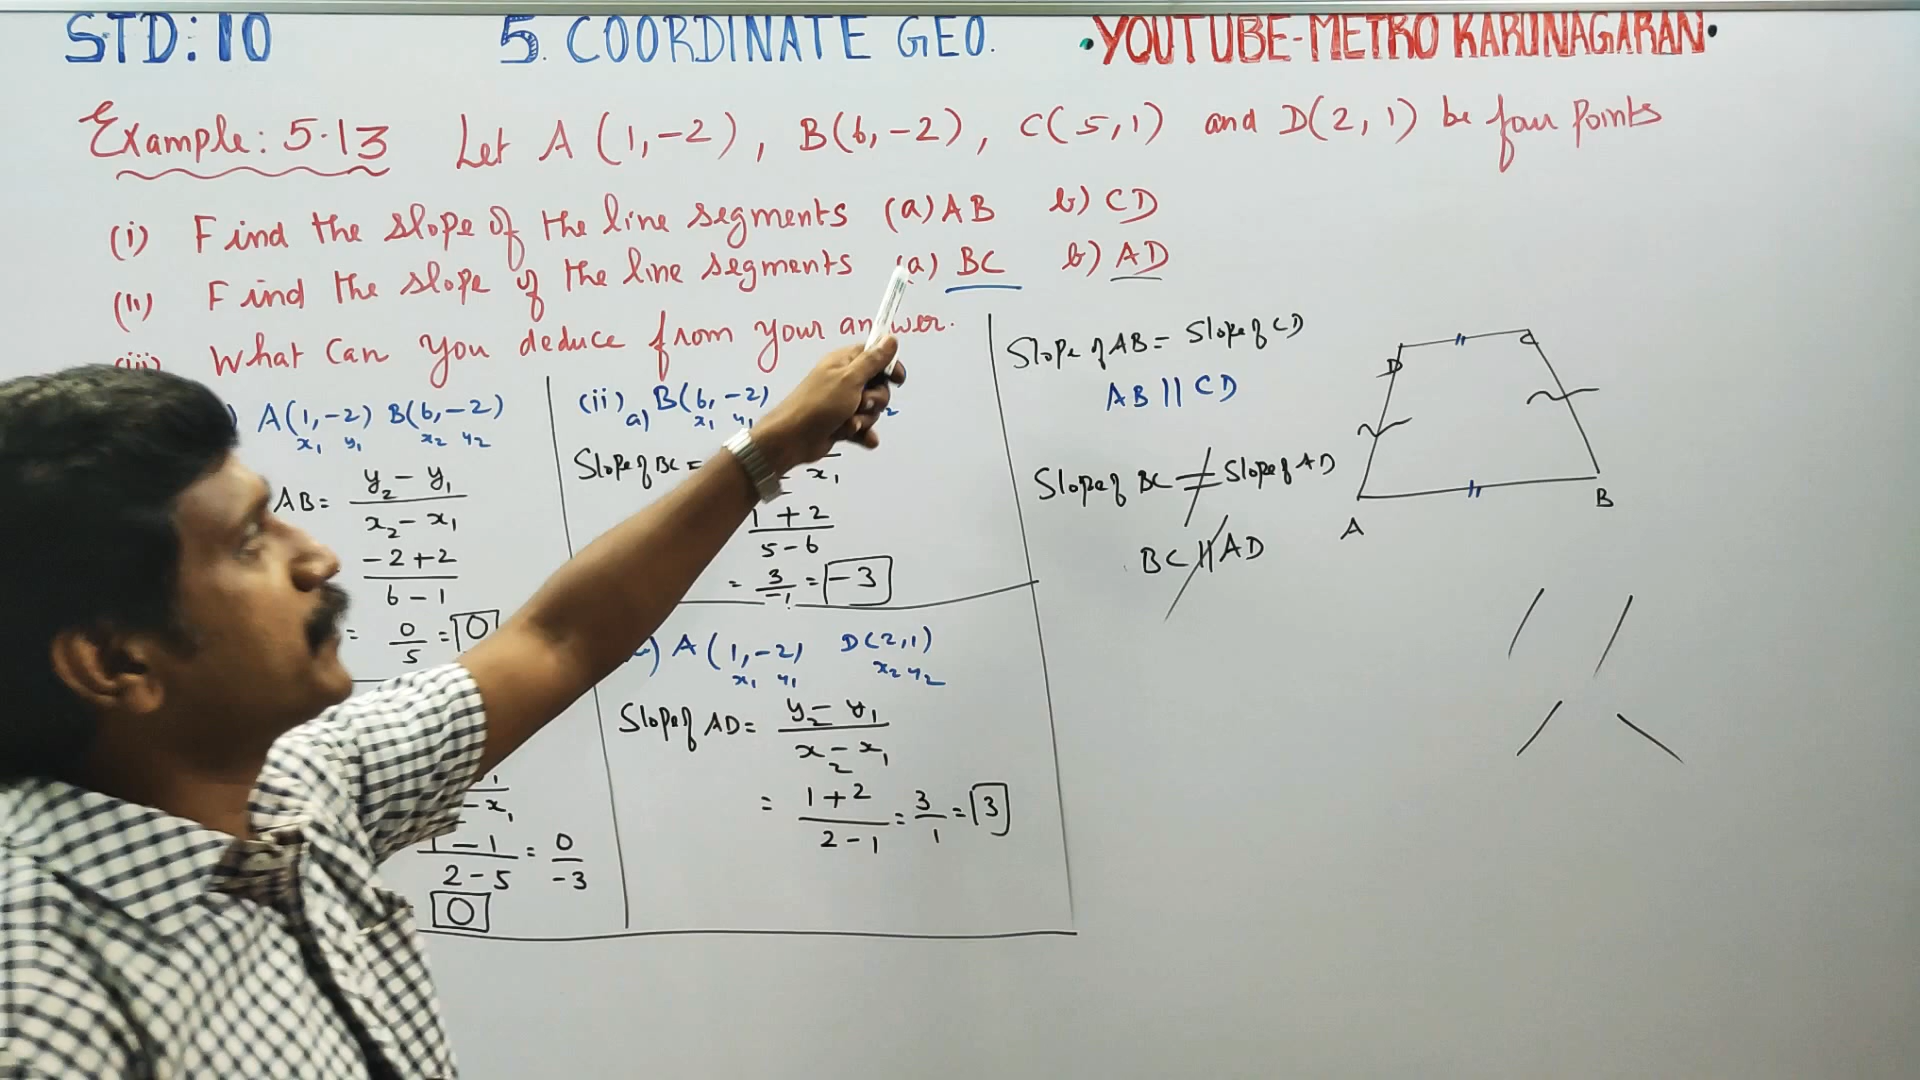 STD: 10 5. COORDINATE GEO. •YOUTUBE-METRO KARUNAGARAN•
Example: 5.13 Let A (1,-2), B(6,-2), C(5,1) and D(2,1) be four points
(i) Find the slope of the line segments (a) AB b) CD
(ii) Find the slope of the line segments (a) BC b) AD
(iii) What can you deduce from your answer.
A(1,-2) B(6,-2)
x₁ y₁ x₂ y₂
AB = y₂ - y₁
x₂ - x₁
-2+2
6-1
= 0/5 = 0
- x₁
1-1
2-5
= 0/-3
0
(ii) a) B(6,-2)
x₁ y₁
Slope of BC =
- x₁
1+2
5-6
= 3/-1 = -3
A (1,-2) D(2,1)
x₁ y₁ x₂ y₂
Slope of AD = y₂ - y₁
x₂ - x₁
= 1+2
2-1
= 3/1 = 3
Slope of AB = Slope of CD
AB || CD
Slope of BC ≠ Slope of AD
BC ∦ AD
D C
A B